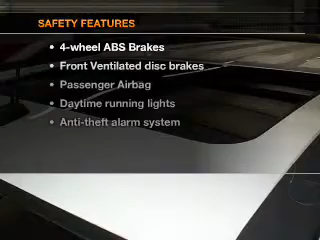 SAFETY FEATURES
• 4-wheel ABS Brakes
• Front Ventilated disc brakes
• Passenger Airbag
• Daytime running lights
• Anti-theft alarm system